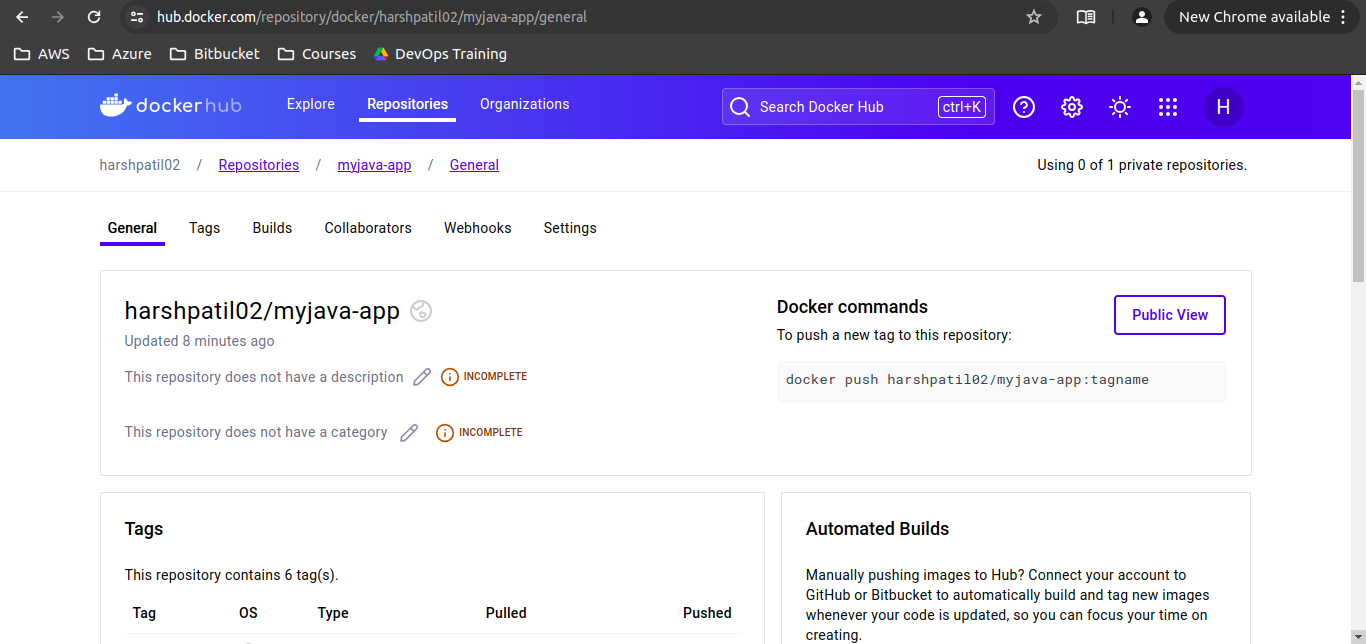 hub.docker.com/repository/docker/harshpatil02/myjava-app/general
New Chrome available
AWS Azure Bitbucket Courses DevOps Training
dockerhub Explore Repositories Organizations Search Docker Hub ctrl+K H
harshpatil02 / Repositories / myjava-app / General Using 0 of 1 private repositories.
General Tags Builds Collaborators Webhooks Settings
harshpatil02/myjava-app
Updated 8 minutes ago
This repository does not have a description INCOMPLETE
This repository does not have a category INCOMPLETE
Docker commands
Public View
To push a new tag to this repository:
docker push harshpatil02/myjava-app:tagname
Tags
This repository contains 6 tag(s).
Tag OS Type Pulled Pushed
Automated Builds
Manually pushing images to Hub? Connect your account to
GitHub or Bitbucket to automatically build and tag new images
whenever your code is updated, so you can focus your time on
creating.